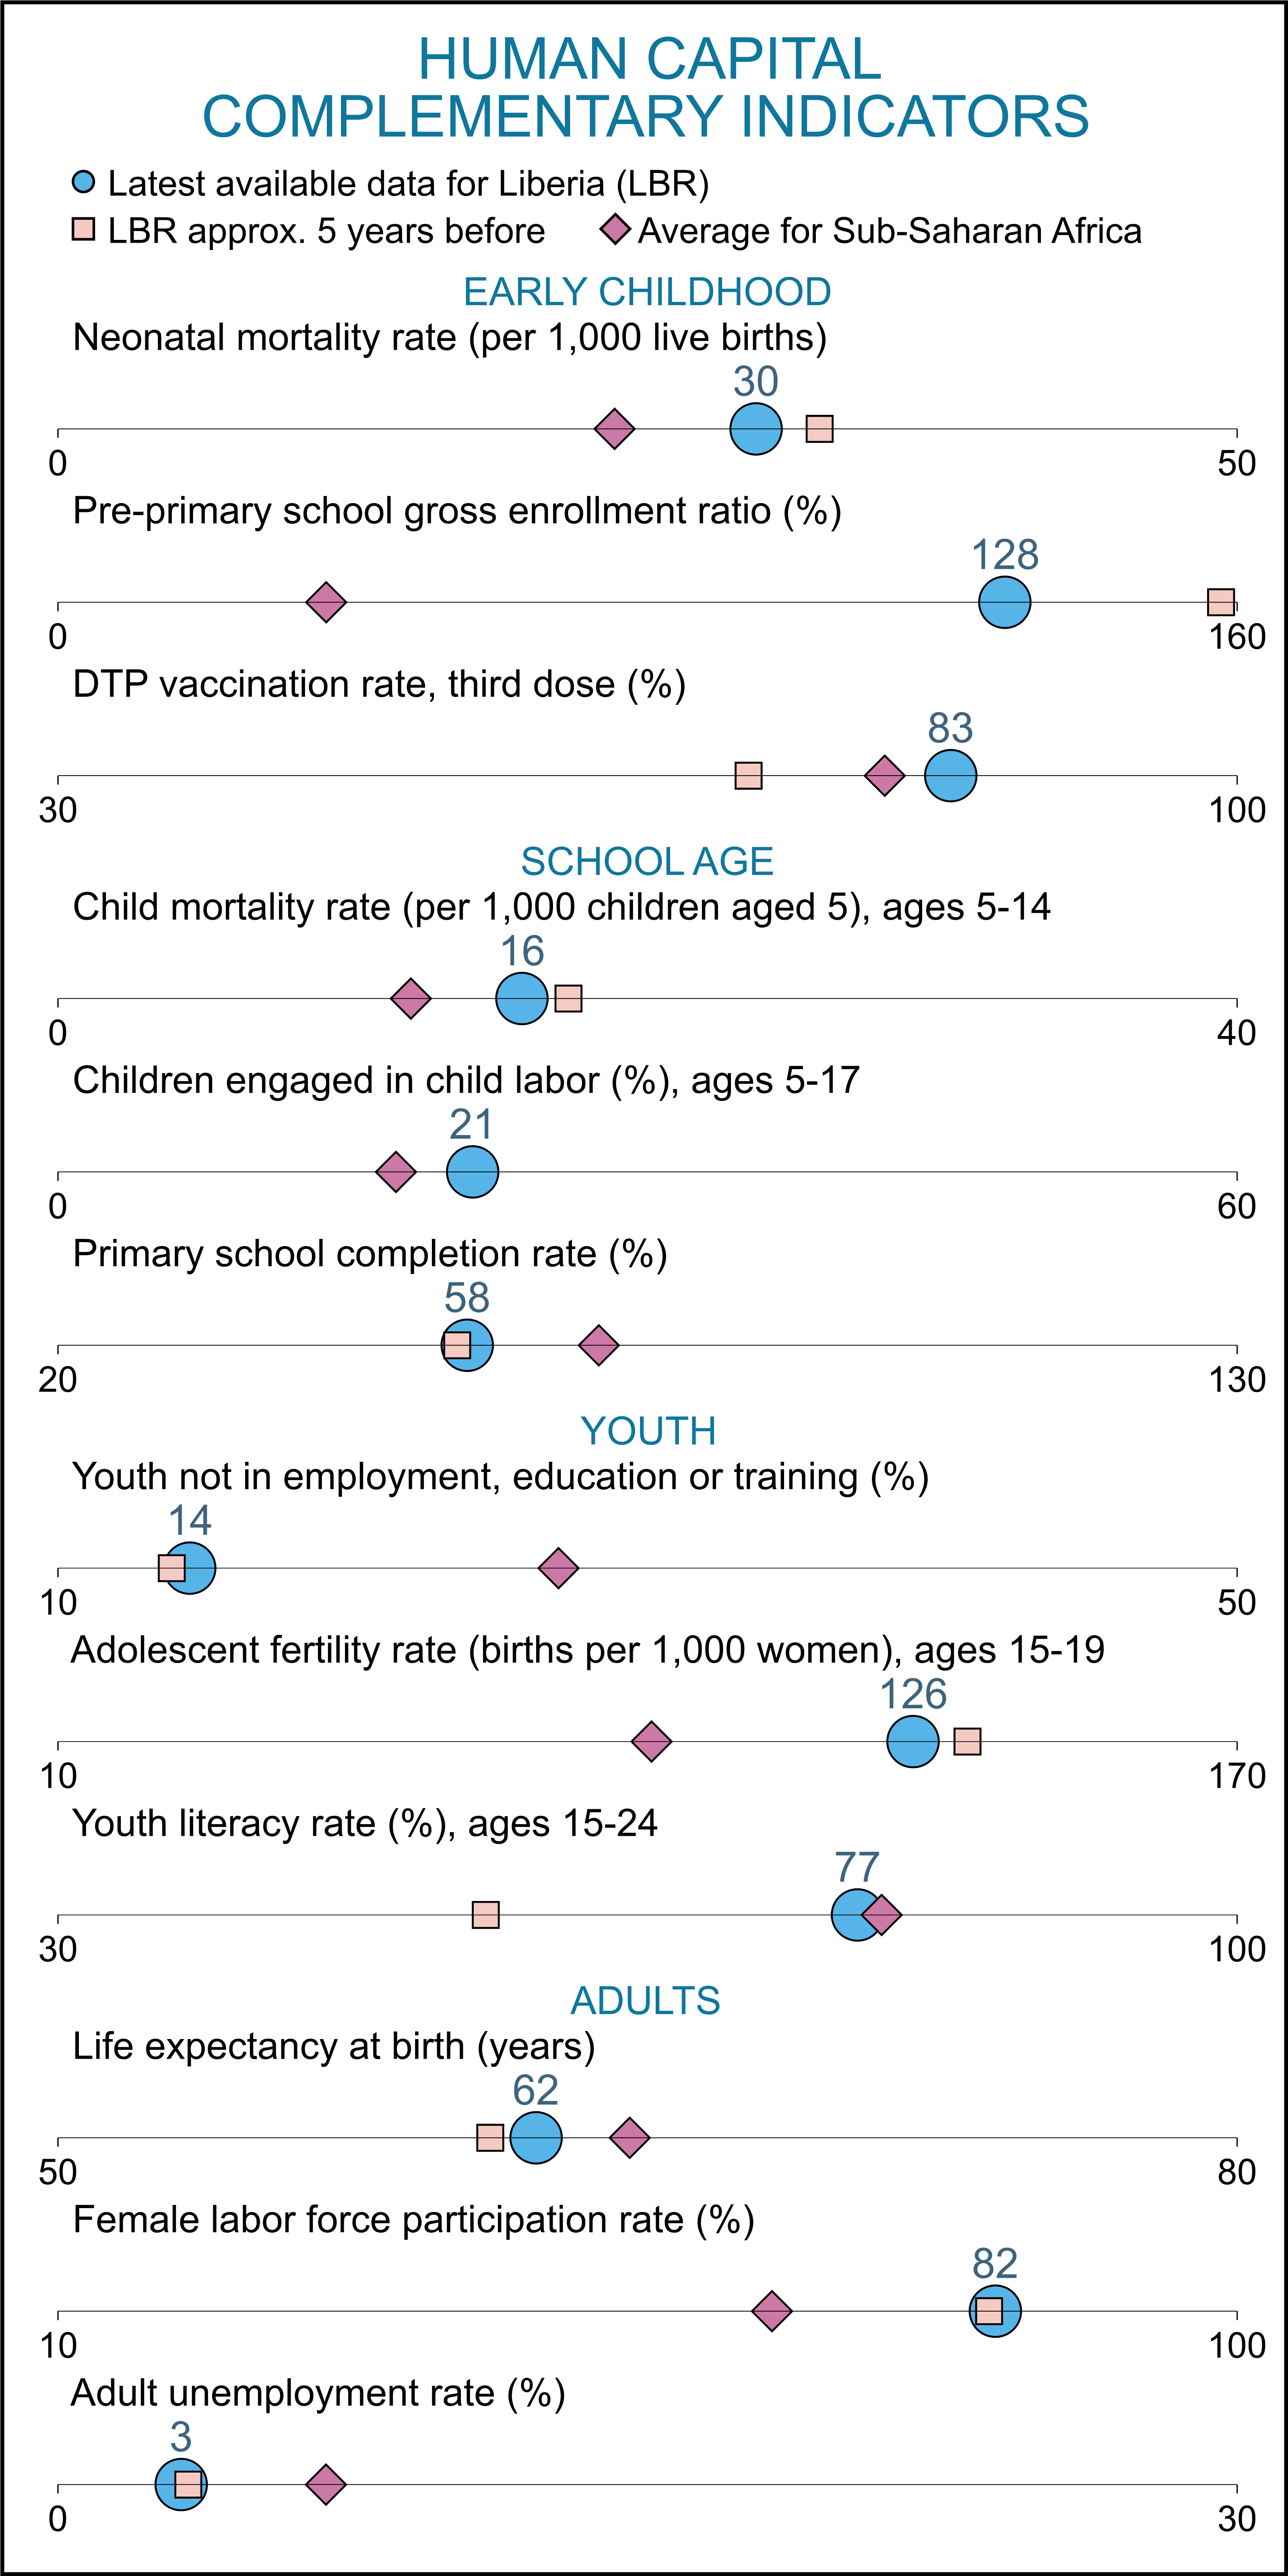 HUMAN CAPITAL
COMPLEMENTARY INDICATORS
Latest available data for Liberia (LBR)
LBR approx. 5 years before Average for Sub-Saharan Africa
EARLY CHILDHOOD
Neonatal mortality rate (per 1,000 live births)
30
0 50
Pre-primary school gross enrollment ratio (%)
128
0 160
DTP vaccination rate, third dose (%)
83
30 100
SCHOOL AGE
Child mortality rate (per 1,000 children aged 5), ages 5-14
16
0 40
Children engaged in child labor (%), ages 5-17
21
0 60
Primary school completion rate (%)
58
20 130
YOUTH
Youth not in employment, education or training (%)
14
10 50
Adolescent fertility rate (births per 1,000 women), ages 15-19
126
10 170
Youth literacy rate (%), ages 15-24
77
30 100
ADULTS
Life expectancy at birth (years)
62
50 80
Female labor force participation rate (%)
82
10 100
Adult unemployment rate (%)
3
0 30